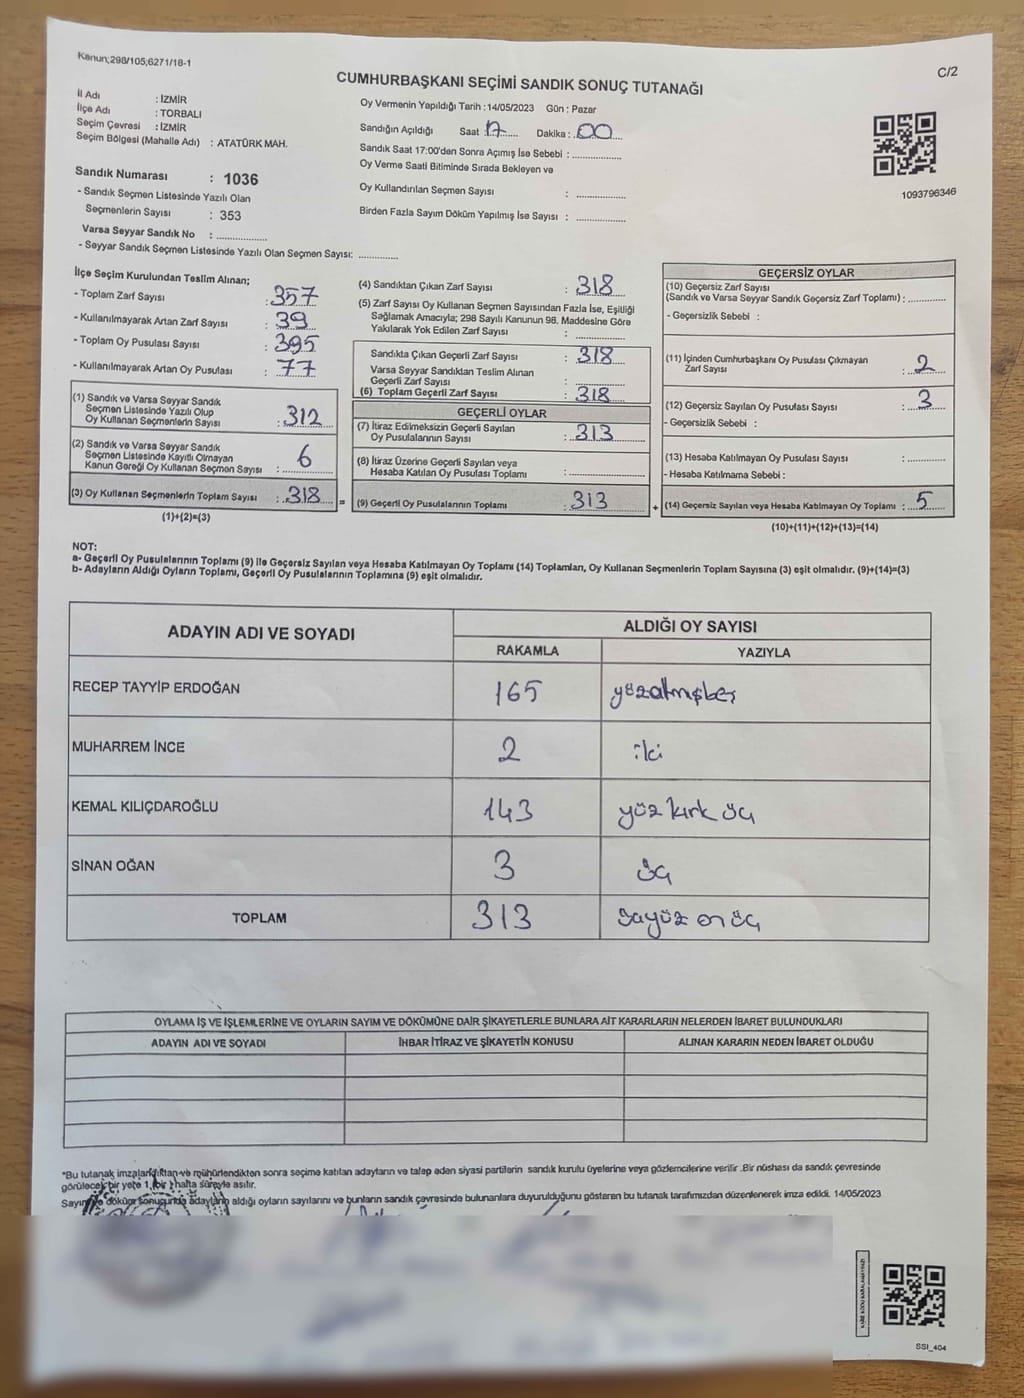 Kanun;298/105;6271/18-1
C/2
CUMHURBAŞKANI SEÇİMİ SANDIK SONUÇ TUTANAĞI
İl Adı : İZMİR
İlçe Adı : TORBALI
Seçim Çevresi : İZMİR
Seçim Bölgesi (Mahalle Adı) : ATATÜRK MAH.
Sandık Numarası : 1036
- Sandık Seçmen Listesinde Yazılı Olan
Seçmenlerin Sayısı : 353
Varsa Seyyar Sandık No : ................
- Seyyar Sandık Seçmen Listesinde Yazılı Olan Seçmen Sayısı: ............
Oy Vermenin Yapıldığı Tarih :14/05/2023 Gün : Pazar
Sandığın Açıldığı Saat : 17 Dakika : 00
Sandık Saat 17:00'den Sonra Açımış İse Sebebi : ................
Oy Verme Saati Bitiminde Sırada Bekleyen ve
Oy Kullandırılan Seçmen Sayısı : ................
Birden Fazla Sayım Döküm Yapılmış İse Sayısı : ................
1093796346
İlçe Seçim Kurulundan Teslim Alınan;
- Toplam Zarf Sayısı : 357
- Kullanılmayarak Artan Zarf Sayısı : 39
- Toplam Oy Pusulası Sayısı : 395
- Kullanılmayarak Artan Oy Pusulası : 77
(1) Sandık ve Varsa Seyyar Sandık
Seçmen Listesinde Yazılı Olup
Oy Kullanan Seçmenlerin Sayısı : 312
(2) Sandık ve Varsa Seyyar Sandık
Seçmen Listesinde Kayıtlı Olmayan
Kanun Gereği Oy Kullanan Seçmen Sayısı : 6
(3) Oy Kullanan Seçmenlerin Toplam Sayısı : 318 =
(1)+(2)=(3)
(4) Sandıktan Çıkan Zarf Sayısı : 318
(5) Zarf Sayısı Oy Kullanan Seçmen Sayısından Fazla İse, Eşitliği
Sağlamak Amacıyla; 298 Sayılı Kanunun 98. Maddesine Göre
Yakılarak Yok Edilen Zarf Sayısı : ................
Sandıkta Çıkan Geçerli Zarf Sayısı : 318
Varsa Seyyar Sandıktan Teslim Alınan
Geçerli Zarf Sayısı : ................
(6) Toplam Geçerli Zarf Sayısı : 318
GEÇERLİ OYLAR
(7) İtiraz Edilmeksizin Geçerli Sayılan
Oy Pusulalarının Sayısı : 313
(8) İtiraz Üzerine Geçerli Sayılan veya
Hesaba Katılan Oy Pusulası Toplamı : ................
(9) Geçerli Oy Pusulalarının Toplamı : 313 +
GEÇERSİZ OYLAR
(10) Geçersiz Zarf Sayısı
(Sandık ve Varsa Seyyar Sandık Geçersiz Zarf Toplamı) : ............
- Geçersizlik Sebebi :
(11) İçinden Cumhurbaşkanı Oy Pusulası Çıkmayan
Zarf Sayısı : 2
(12) Geçersiz Sayılan Oy Pusulası Sayısı : 3
- Geçersizlik Sebebi :
(13) Hesaba Katılmayan Oy Pusulası Sayısı : ............
- Hesaba Katılmama Sebebi :
(14) Geçersiz Sayılan veya Hesaba Katılmayan Oy Toplamı : 5
(10)+(11)+(12)+(13)=(14)
NOT:
a- Geçerli Oy Pusulalarının Toplamı (9) ile Geçersiz Sayılan veya Hesaba Katılmayan Oy Toplamı (14) Toplamları, Oy Kullanan Seçmenlerin Toplam Sayısına (3) eşit olmalıdır. (9)+(14)=(3)
b- Adayların Aldığı Oyların Toplamı, Geçerli Oy Pusulalarının Toplamına (9) eşit olmalıdır.
ADAYIN ADI VE SOYADI
ALDIĞI OY SAYISI
RAKAMLA YAZIYLA
RECEP TAYYİP ERDOĞAN 165 yüzatmışbeş
MUHARREM İNCE 2 iki
KEMAL KILIÇDAROĞLU 143 yüz kırk üç
SİNAN OĞAN 3 üç
TOPLAM 313 üçyüz on üç
OYLAMA İŞ VE İŞLEMLERİNE VE OYLARIN SAYIM VE DÖKÜMÜNE DAİR ŞİKAYETLERLE BUNLARA AİT KARARLARIN NELERDEN İBARET BULUNDUKLARI
ADAYIN ADI VE SOYADI İHBAR İTİRAZ VE ŞİKAYETİN KONUSU ALINAN KARARIN NEDEN İBARET OLDUĞU
*Bu tutanak imzalandıktan ve mühürlendikten sonra seçime katılan adayların ve talep eden siyasi partilerin sandık kurulu üyelerine veya gözlemcilerine verilir .Bir nüshası da sandık çevresinde
görülecek bir yere 1 (bir) hafta süreyle asılır.
Sayım ve döküm sonucunda adayların aldığı oyların sayılarını ve bunların sandık çevresinde bulunanlara duyurulduğunu gösteren bu tutanak tarafımızdan düzenlenerek imza edildi. 14/05/2023
SSI_404